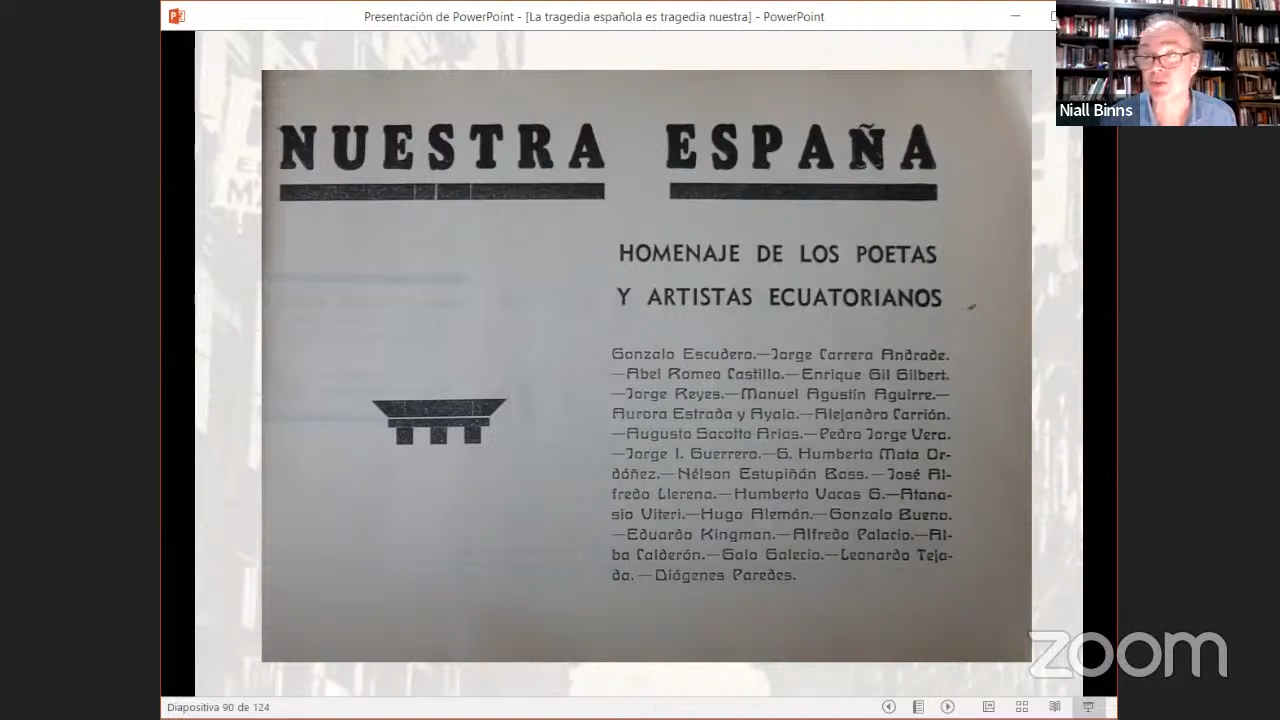 Presentación de PowerPoint - [La tragedia española es tragedia nuestra] - PowerPoint
Niall Binns
NUESTRA ESPAÑA
HOMENAJE DE LOS POETAS
Y ARTISTAS ECUATORIANOS
Gonzalo Escudero.—Jorge Carrera Andrade.
—Abel Romeo Castillo.—Enrique Gil Gilbert.
—Jorge Reyes.—Manuel Agustín Aguirre.—
Aurora Estrada y Ayala.—Alejandro Carrión.
—Augusto Sacotto Arias.—Pedro Jorge Vera.
—Jorge I. Guerrero.—G. Humberto Mata Or-
dóñez.—Nélson Estupiñán Bass.—José Al-
fredo Llerena.—Humberto Vacas G.—Atana-
sio Viteri.—Hugo Alemán.—Gonzalo Bueno.
—Eduardo Kingman.—Alfredo Palacio.—Al-
ba Calderón.—Galo Galecio.—Leonardo Teja-
da.—Diógenes Paredes.
zoom
Diapositiva 90 de 124